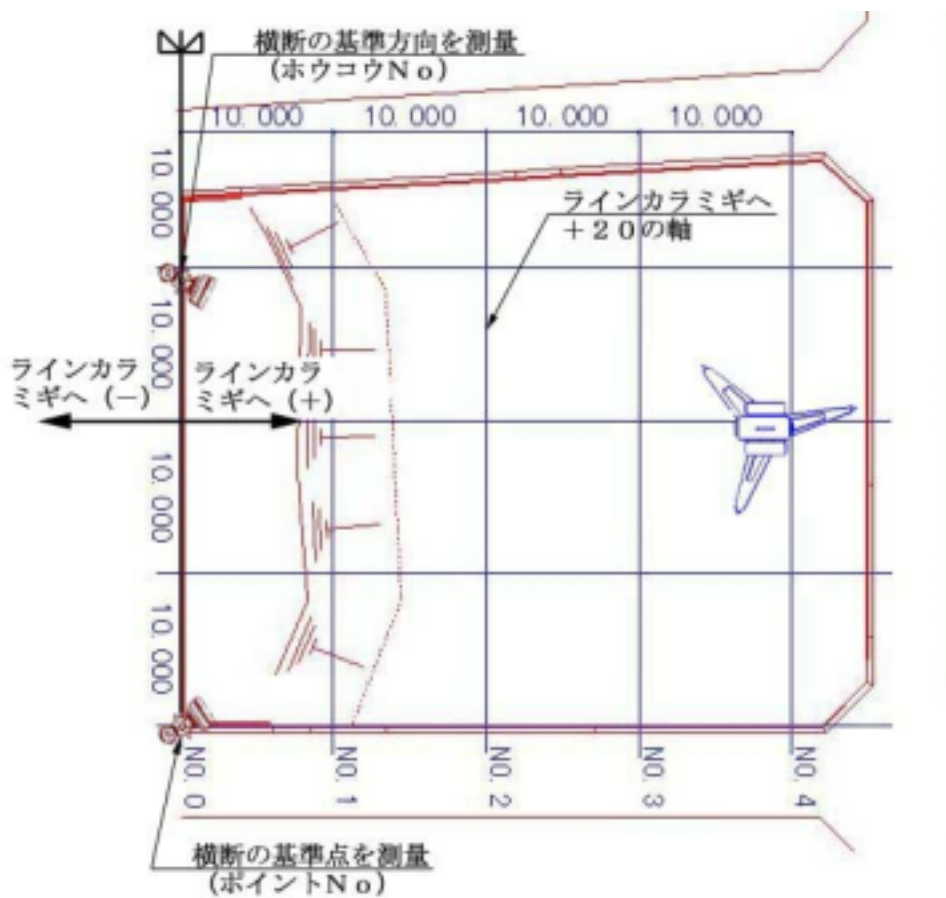 横断の基準方向を測量
(ホウコウNo)
10.000 10.000 10.000 10.000
10.000
ラインカラミギへ
+20の軸
10.000
ラインカラ
ミギへ (-)
ラインカラ
ミギへ (+)
10.000
10.000
NO.0 NO.1 NO.2 NO.3 NO.4
横断の基準点を測量
(ポイントNo)